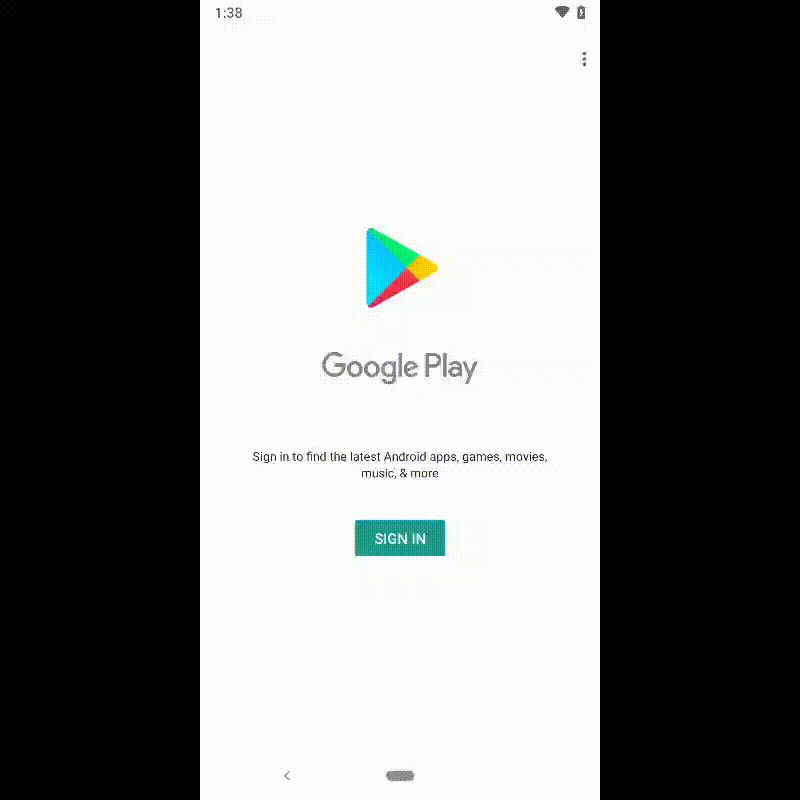 1:38
Google Play
Sign in to find the latest Android apps, games, movies,
music, & more
SIGN IN